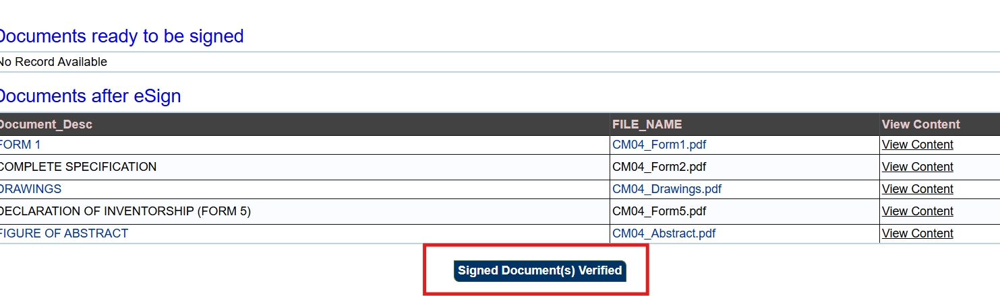 Documents ready to be signed
No Record Available
Documents after eSign
Document_Desc FILE_NAME View Content
FORM 1 CM04_Form1.pdf View Content
COMPLETE SPECIFICATION CM04_Form2.pdf View Content
DRAWINGS CM04_Drawings.pdf View Content
DECLARATION OF INVENTORSHIP (FORM 5) CM04_Form5.pdf View Content
FIGURE OF ABSTRACT CM04_Abstract.pdf View Content
Signed Document(s) Verified